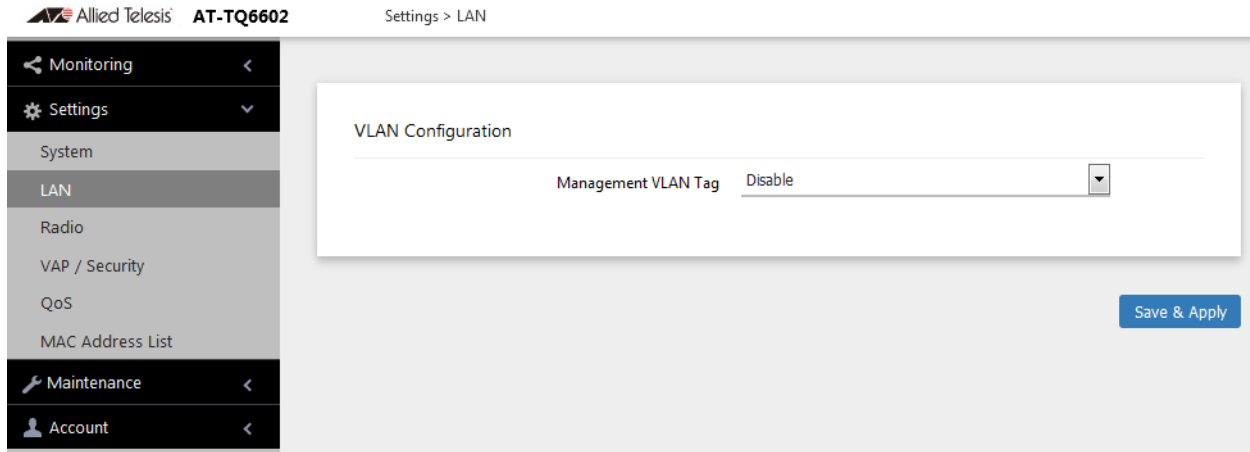 Allied Telesis AT-TQ6602 Settings > LAN
Monitoring
Settings
System
LAN
Radio
VAP / Security
QoS
MAC Address List
Maintenance
Account
VLAN Configuration
Management VLAN Tag Disable
Save & Apply